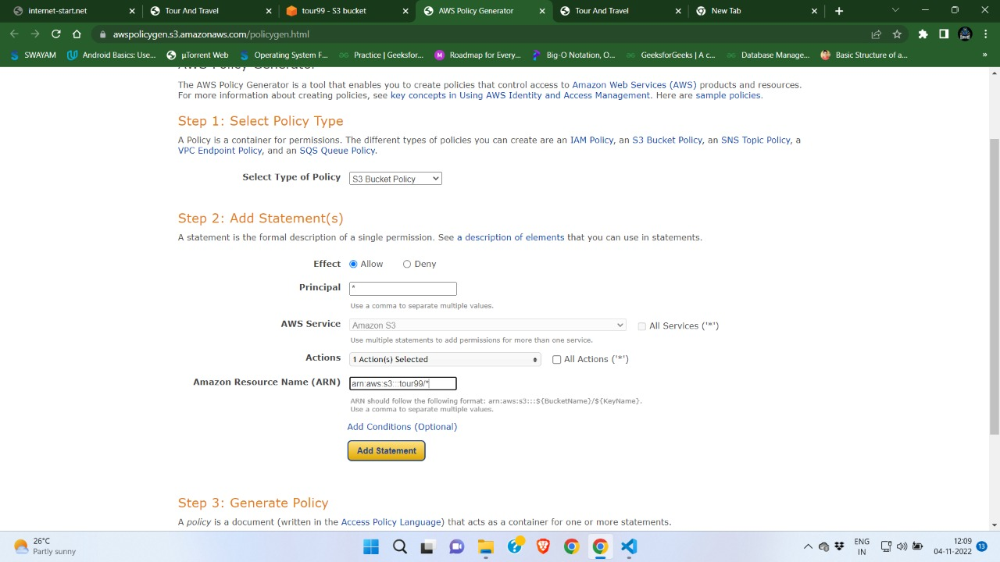 internet-start.net
Tour And Travel
tour99 - S3 bucket
AWS Policy Generator
Tour And Travel
New Tab
awspolicygen.s3.amazonaws.com/policygen.html
SWAYAM
Android Basics: Use...
µTorrent Web
Operating System F...
Practice | Geeksfor...
Roadmap for Every...
Big-O Notation, O...
GeeksforGeeks | A c...
Database Manage...
Basic Structure of a...
»
AWS Policy Generator
The AWS Policy Generator is a tool that enables you to create policies that control access to Amazon Web Services (AWS) products and resources.
For more information about creating policies, see key concepts in Using AWS Identity and Access Management. Here are sample policies.
Step 1: Select Policy Type
A Policy is a container for permissions. The different types of policies you can create are an IAM Policy, an S3 Bucket Policy, an SNS Topic Policy, a
VPC Endpoint Policy, and an SQS Queue Policy.
Select Type of Policy S3 Bucket Policy
Step 2: Add Statement(s)
A statement is the formal description of a single permission. See a description of elements that you can use in statements.
Effect Allow Deny
Principal *
Use a comma to separate multiple values.
AWS Service Amazon S3 All Services ('*')
Use multiple statements to add permissions for more than one service.
Actions 1 Action(s) Selected All Actions ('*')
Amazon Resource Name (ARN) arn:aws:s3:::tour99/*
ARN should follow the following format: arn:aws:s3:::${BucketName}/${KeyName}.
Use a comma to separate multiple values.
Add Conditions (Optional)
Add Statement
Step 3: Generate Policy
A policy is a document (written in the Access Policy Language) that acts as a container for one or more statements.
26°C
Partly sunny
ENG
IN
12:09
04-11-2022
13